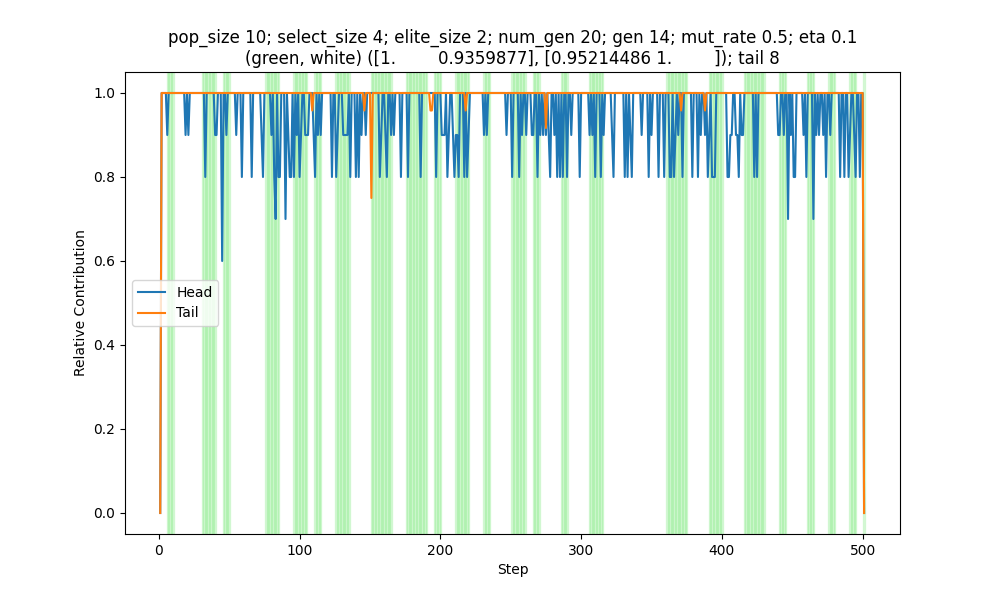 pop_size 10; select_size 4; elite_size 2; num_gen 20; gen 14; mut_rate 0.5; eta 0.1
(green, white) ([1.         0.9359877], [0.95214486 1.         ]); tail 8
Relative Contribution
1.0
0.8
0.6
0.4
0.2
0.0
Head
Tail
0
100
200
300
400
500
Step